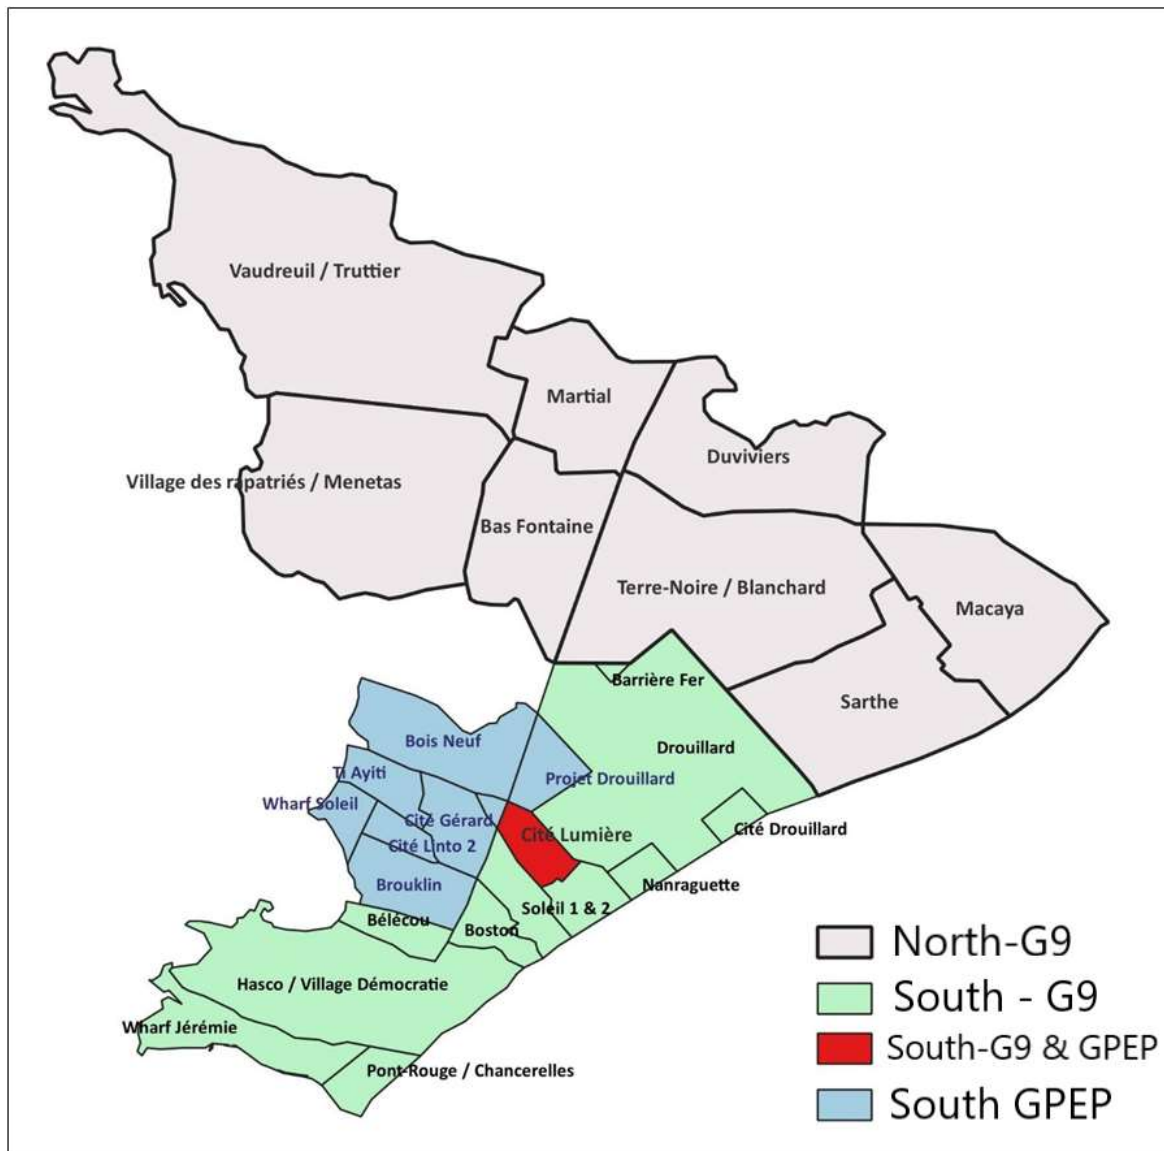 Vaudreuil / Truttier
Martial
Duviviers
Village des rapatriés / Menetas
Bas Fontaine
Terre-Noire / Blanchard
Macaya
Barrière Fer
Sarthe
Bois Neuf
Drouillard
Ti Ayiti
Projet Drouillard
Wharf Soleil
Cité Gérard
Cité Lumière
Cité Drouillard
Cité Linto 2
Brouklin
Nanraguette
Soleil 1 & 2
Bélécou
Boston
Hasco / Village Démocratie
Wharf Jérémie
Pont-Rouge / Chancerelles
North-G9
South - G9
South-G9 & GPEP
South GPEP